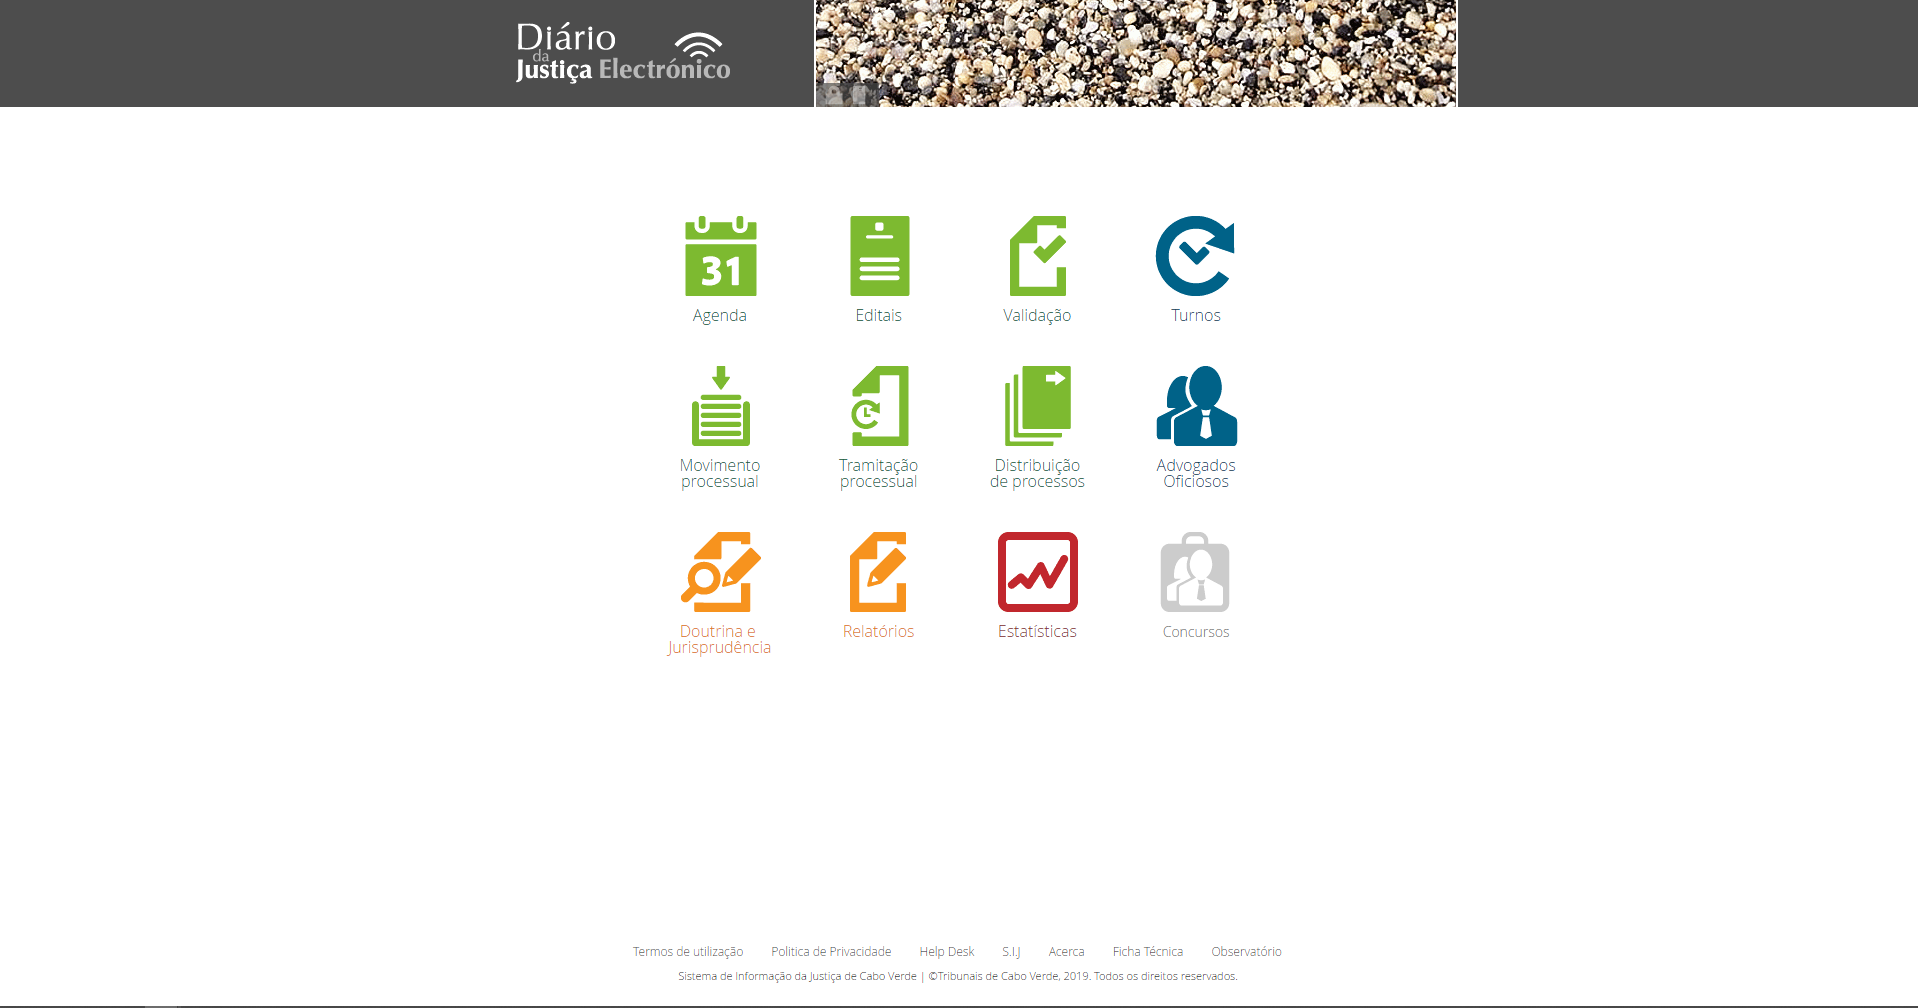 Diário
da
Justiça Electrónico
31
Agenda
Editais
Validação
Turnos
Movimento
processual
Tramitação
processual
Distribuição
de processos
Advogados
Oficiosos
Doutrina e
Jurisprudência
Relatórios
Estatísticas
Concursos
Termos de utilização Politica de Privacidade Help Desk S.I.J Acerca Ficha Técnica Observatório
Sistema de Informação da Justiça de Cabo Verde | ©Tribunais de Cabo Verde, 2019. Todos os direitos reservados.